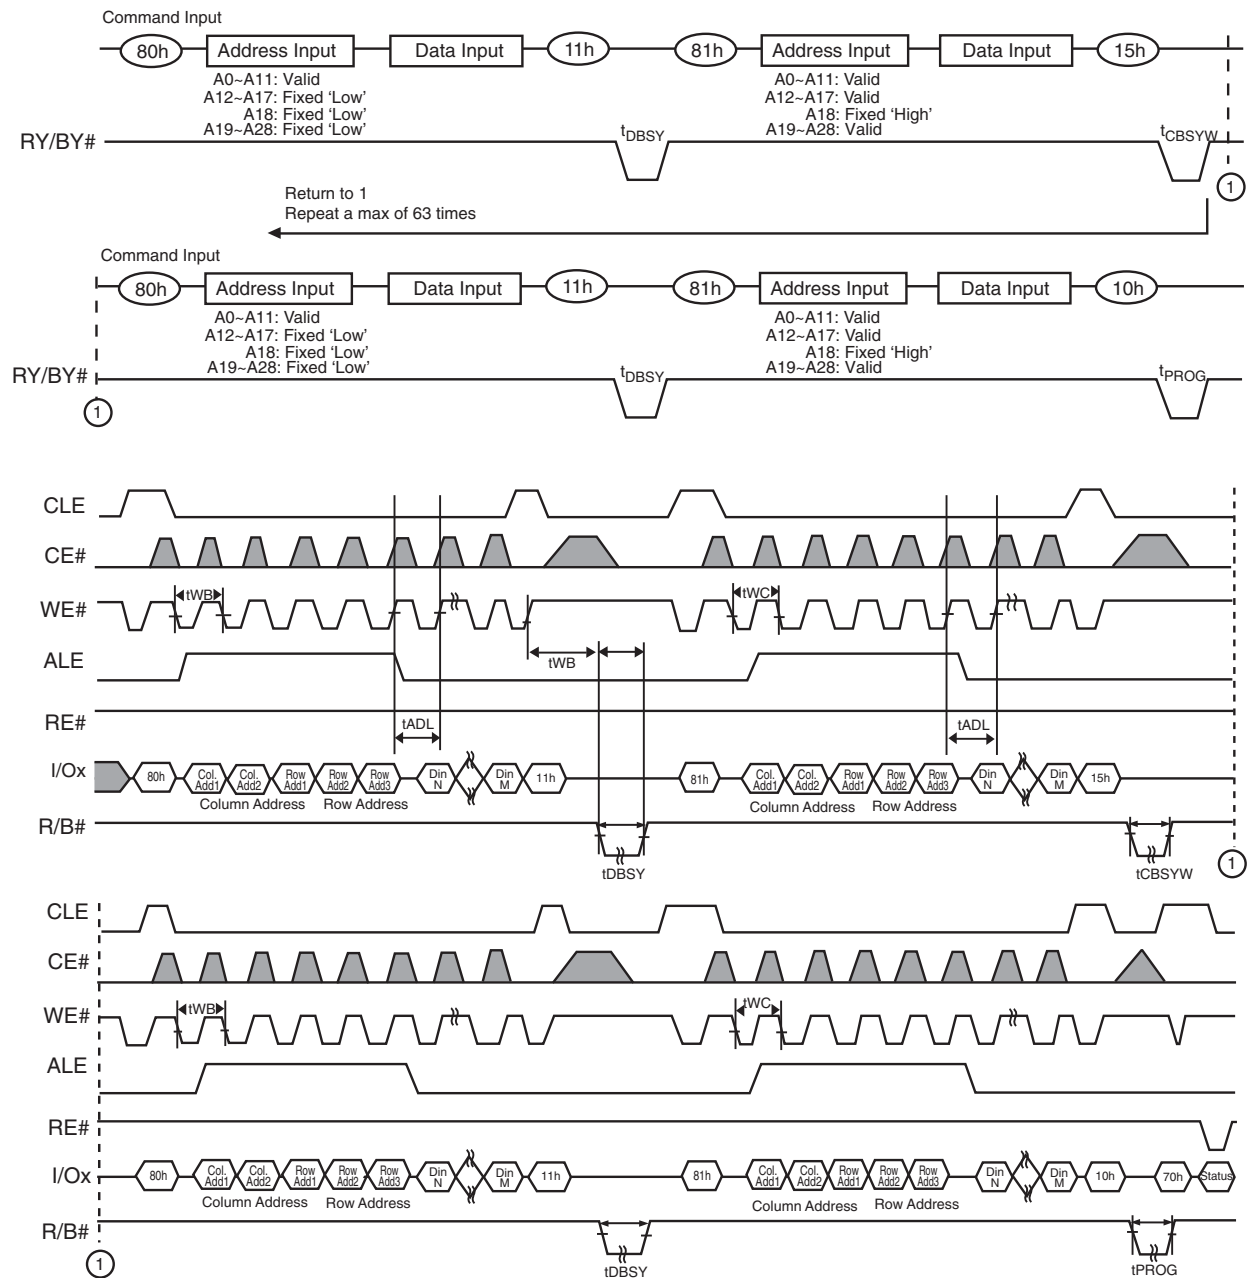 Command Input
80h Address Input Data Input 11h 81h Address Input Data Input 15h
A0~A11: Valid A0~A11: Valid
A12~A17: Fixed ‘Low’ A12~A17: Valid
A18: Fixed ‘Low’ A18: Fixed ‘High’
A19~A28: Fixed ‘Low’ A19~A28: Valid
RY/BY# tDBSY tCBSYW
1
Return to 1
Repeat a max of 63 times
Command Input
80h Address Input Data Input 11h 81h Address Input Data Input 10h
A0~A11: Valid A0~A11: Valid
A12~A17: Fixed ‘Low’ A12~A17: Valid
A18: Fixed ‘Low’ A18: Fixed ‘High’
A19~A28: Fixed ‘Low’ A19~A28: Valid
RY/BY# tDBSY tPROG
1
CLE
CE#
WE# tWB tWC
ALE tWB
RE#
tADL tADL
I/Ox 80h Col. Add1 Col. Add2 Row Add1 Row Add2 Row Add3 Din N Din M 11h 81h Col. Add1 Col. Add2 Row Add1 Row Add2 Row Add3 Din N Din M 15h
Column Address Row Address Column Address Row Address
R/B#
tDBSY tCBSYW 1
CLE
CE#
WE# tWB tWC
ALE
RE#
I/Ox 80h Col. Add1 Col. Add2 Row Add1 Row Add2 Row Add3 Din N Din M 11h 81h Col. Add1 Col. Add2 Row Add1 Row Add2 Row Add3 Din N Din M 10h 70h Status
Column Address Row Address Column Address Row Address
R/B#
1 tDBSY tPROG